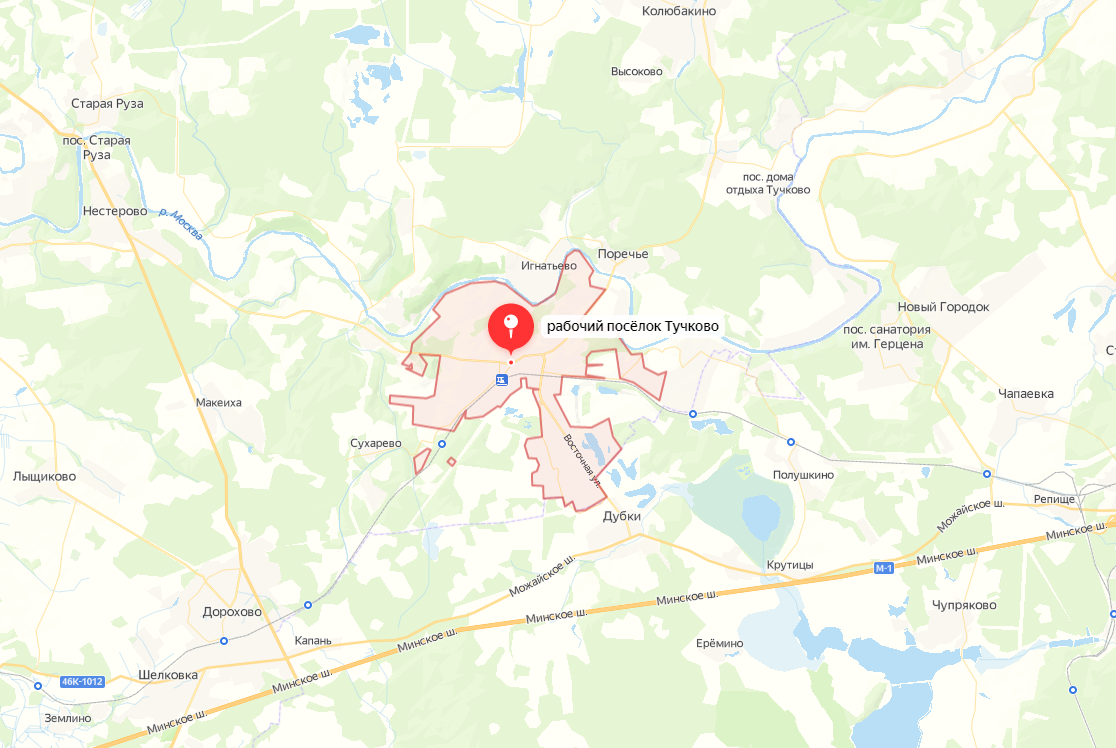 Колюбакино
Высоково
Старая Руза
пос. Старая
Руза
пос. дома
отдыха Тучково
Нестерово
р. Москва
Поречье
Игнатьево
Новый Городок
рабочий посёлок Тучково
пос. санатория
им. Герцена
Чапаевка
Макеиха
Сухарево
Восточная ул.
Лыщиково
Полушкино
Репище
Можайское ш.
Дубки
Минское ш.
Минское ш.
Крутицы
М-1
Можайское ш.
Минское ш.
Чупряково
Дорохово
Минское ш.
Капань
Минское ш.
Ерёмино
Шелковка
46К-1012
Минское ш.
Землино
Минское ш.